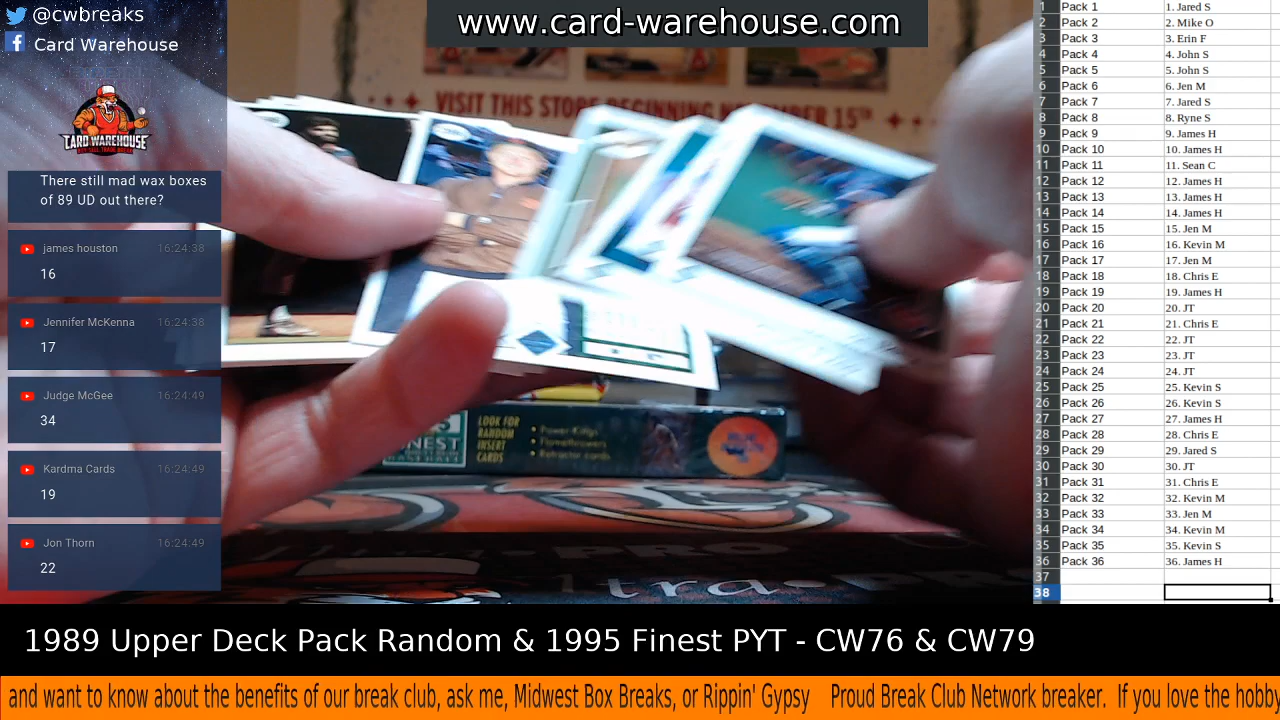 @cwbreaks
Card Warehouse
CARD WAREHOUSE
BUY·SELL·TRADE·BREAK
There still mad wax boxes
of 89 UD out there?
james houston 16:24:38
16
Jennifer McKenna 16:24:38
17
Judge McGee 16:24:49
34
Kardma Cards 16:24:49
19
Jon Thorn 16:24:49
22
www.card-warehouse.com
VISIT THIS STORE BEGINNING NOVEMBER 15TH
LOOK FOR
RANDOM
INSERT
CARDS
• Power Kings
• Flamethrowers
• Refractor cards
FINEST
BASEBALL
PRO
ltra·PRO
1 Pack 1 1. Jared S
2 Pack 2 2. Mike O
3 Pack 3 3. Erin F
4 Pack 4 4. John S
5 Pack 5 5. John S
6 Pack 6 6. Jen M
7 Pack 7 7. Jared S
8 Pack 8 8. Ryne S
9 Pack 9 9. James H
10 Pack 10 10. James H
11 Pack 11 11. Sean C
12 Pack 12 12. James H
13 Pack 13 13. James H
14 Pack 14 14. James H
15 Pack 15 15. Jen M
16 Pack 16 16. Kevin M
17 Pack 17 17. Jen M
18 Pack 18 18. Chris E
19 Pack 19 19. James H
20 Pack 20 20. JT
21 Pack 21 21. Chris E
22 Pack 22 22. JT
23 Pack 23 23. JT
24 Pack 24 24. JT
25 Pack 25 25. Kevin S
26 Pack 26 26. Kevin S
27 Pack 27 27. James H
28 Pack 28 28. Chris E
29 Pack 29 29. Jared S
30 Pack 30 30. JT
31 Pack 31 31. Chris E
32 Pack 32 32. Kevin M
33 Pack 33 33. Jen M
34 Pack 34 34. Kevin M
35 Pack 35 35. Kevin S
36 Pack 36 36. James H
37
38
1989 Upper Deck Pack Random & 1995 Finest PYT - CW76 & CW79
and want to know about the benefits of our break club, ask me, Midwest Box Breaks, or Rippin' Gypsy Proud Break Club Network breaker. If you love the hobby